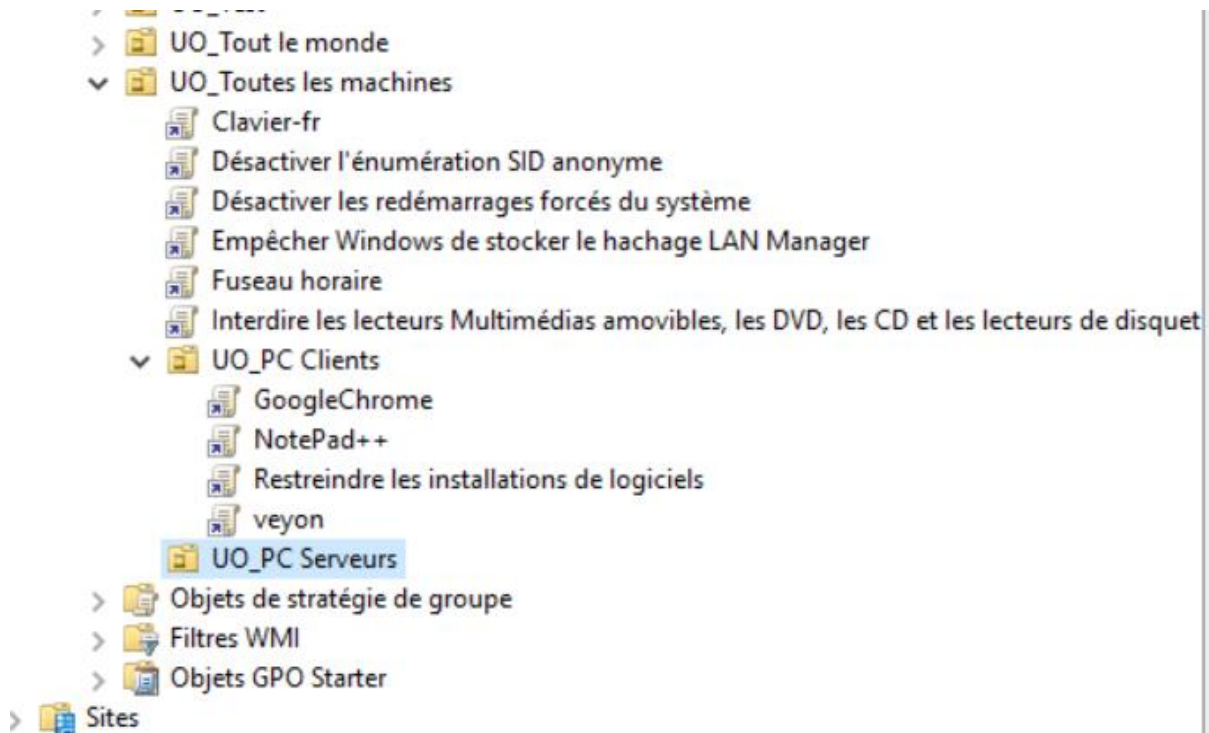 UO_Tout le monde
UO_Toutes les machines
Clavier-fr
Désactiver l'énumération SID anonyme
Désactiver les redémarrages forcés du système
Empêcher Windows de stocker le hachage LAN Manager
Fuseau horaire
Interdire les lecteurs Multimédias amovibles, les DVD, les CD et les lecteurs de disquet
UO_PC Clients
GoogleChrome
NotePad++
Restreindre les installations de logiciels
veyon
UO_PC Serveurs
Objets de stratégie de groupe
Filtres WMI
Objets GPO Starter
Sites